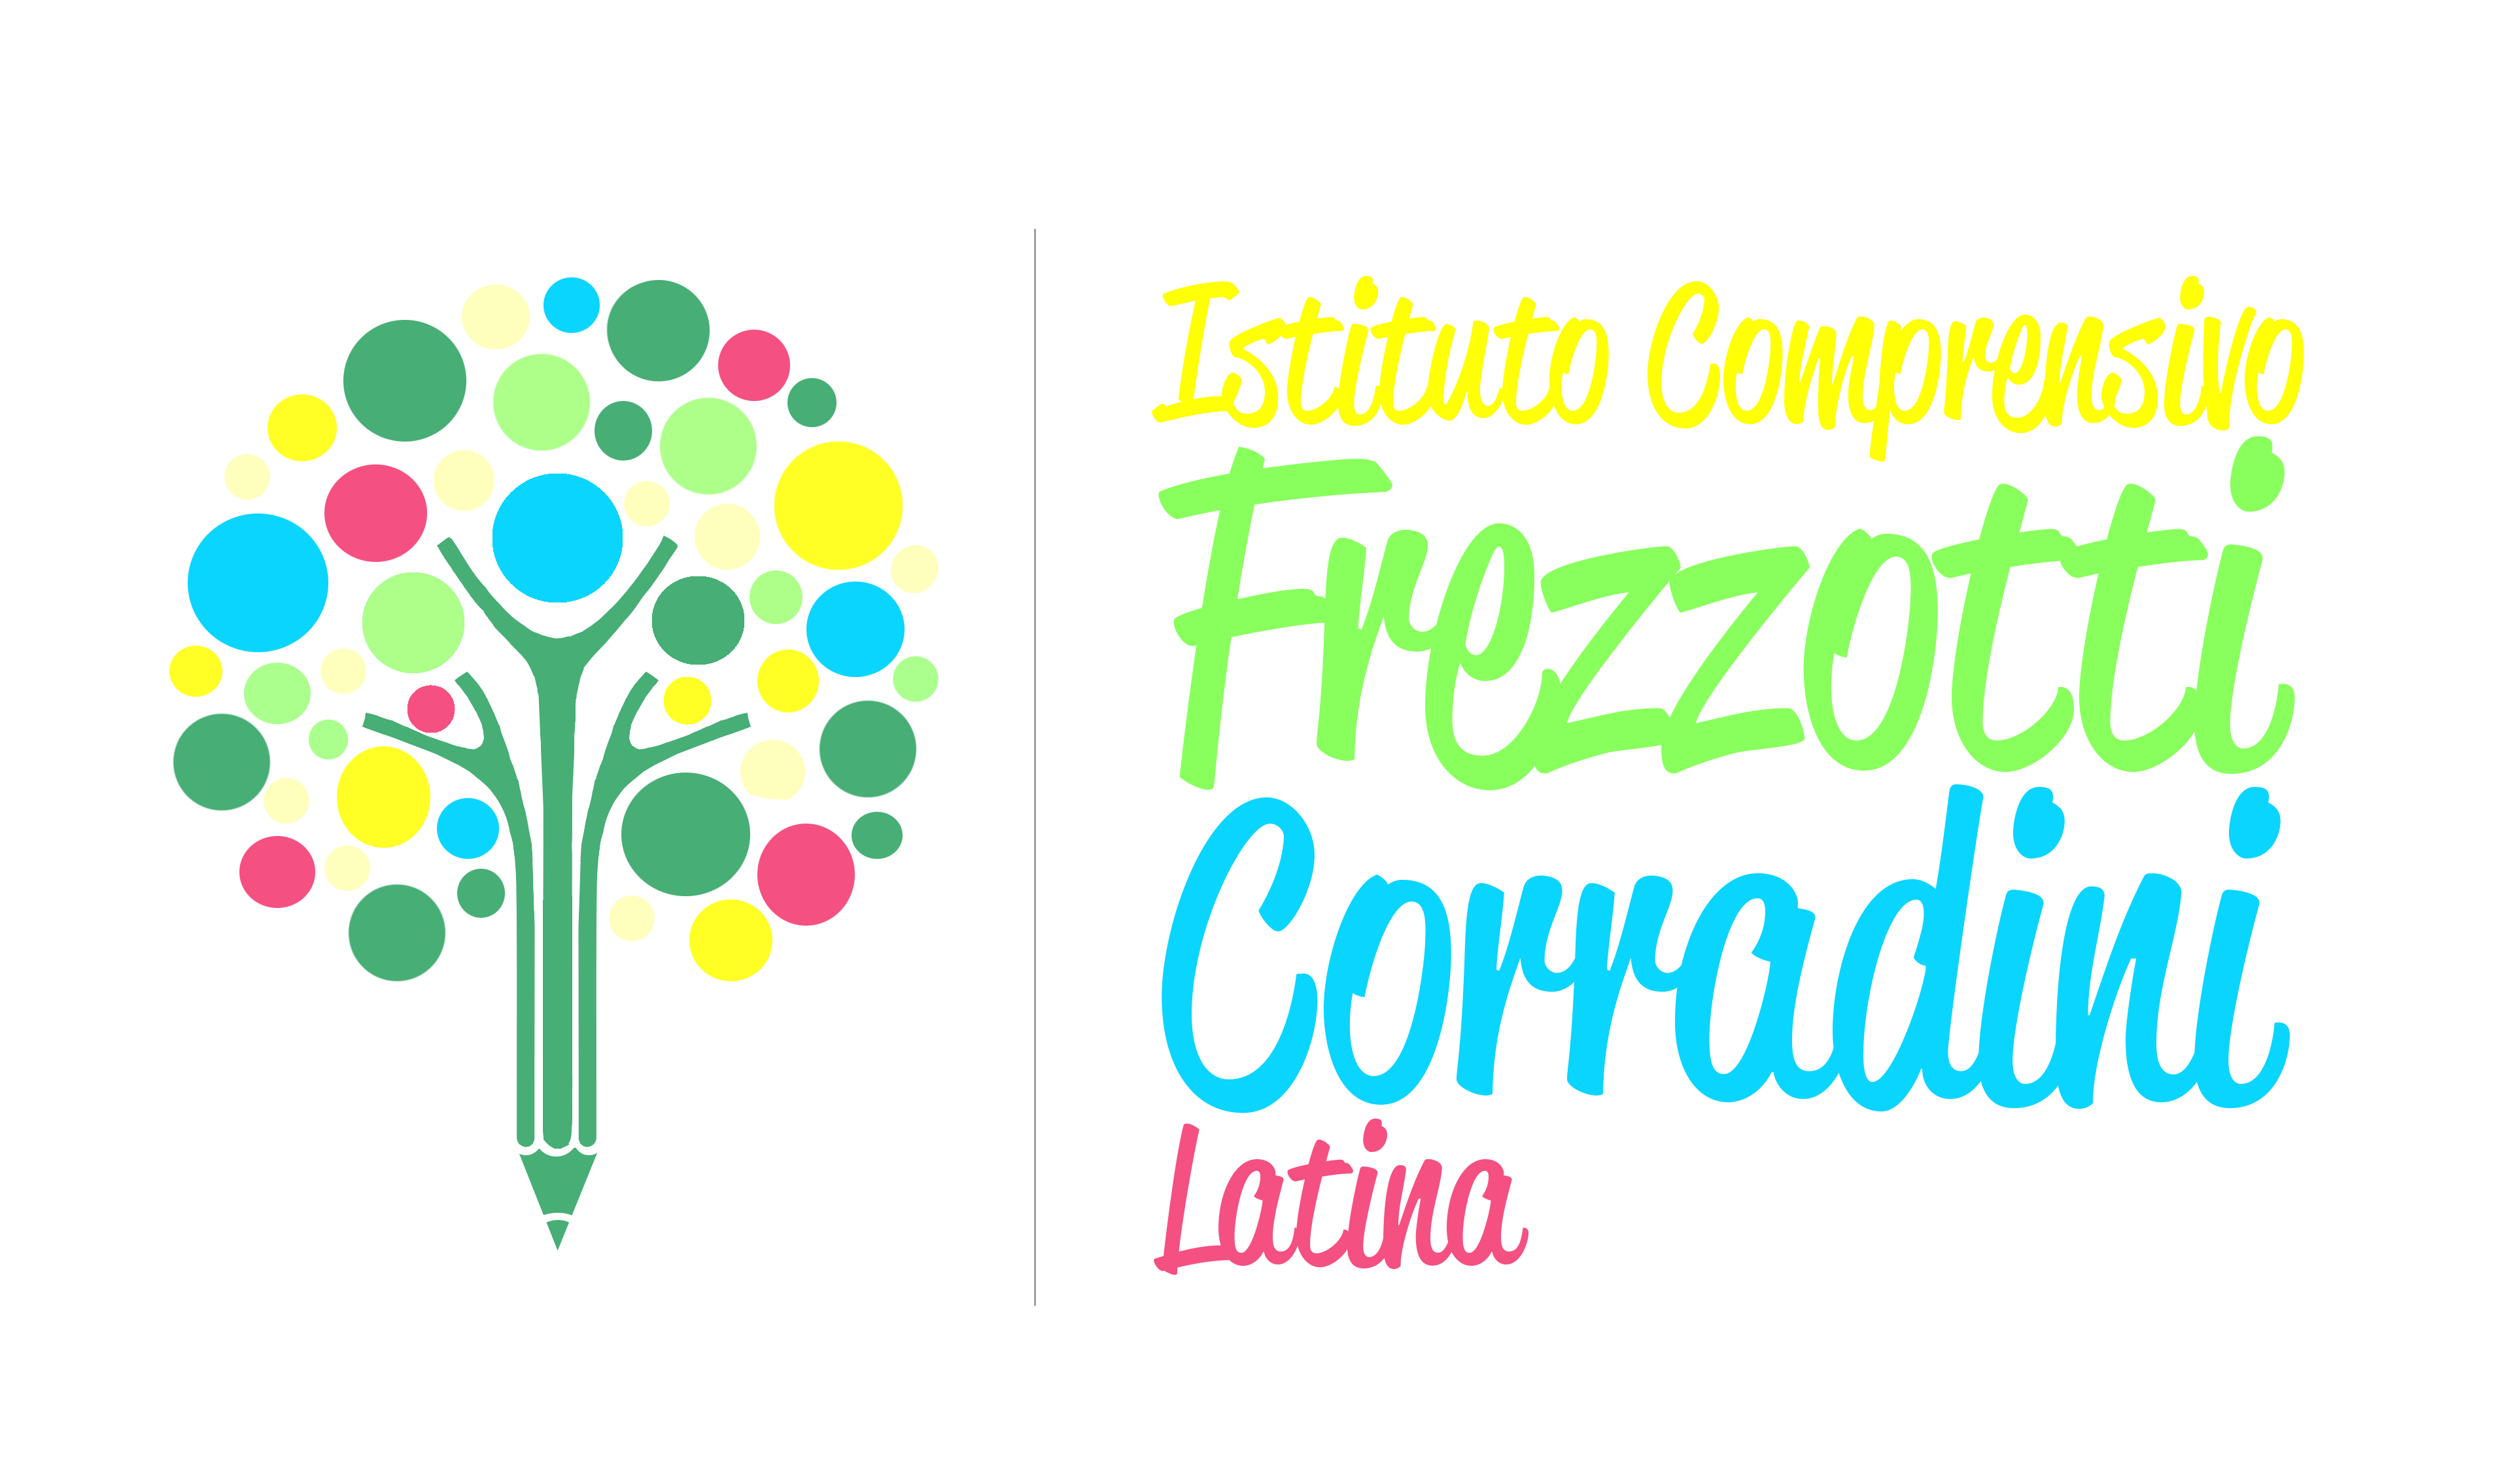 Istituto Comprensivo
Frezzotti
Corradini
Latina